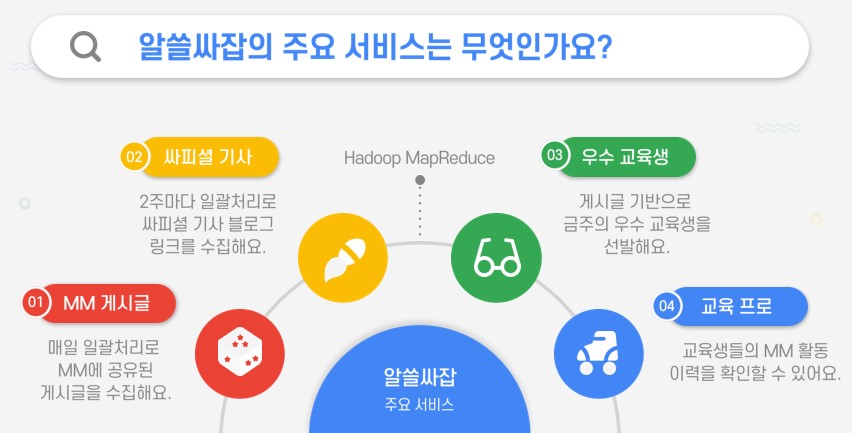 알쓸싸잡의 주요 서비스는 무엇인가요?
01 MM 게시글
매일 일괄처리로
MM에 공유된
게시글을 수집해요.
02 싸피셜 기사
2주마다 일괄처리로
싸피셜 기사 블로그
링크를 수집해요.
Hadoop MapReduce
03 우수 교육생
게시글 기반으로
금주의 우수 교육생을
선발해요.
04 교육 프로
교육생들의 MM 활동
이력을 확인할 수 있어요.
알쓸싸잡
주요 서비스